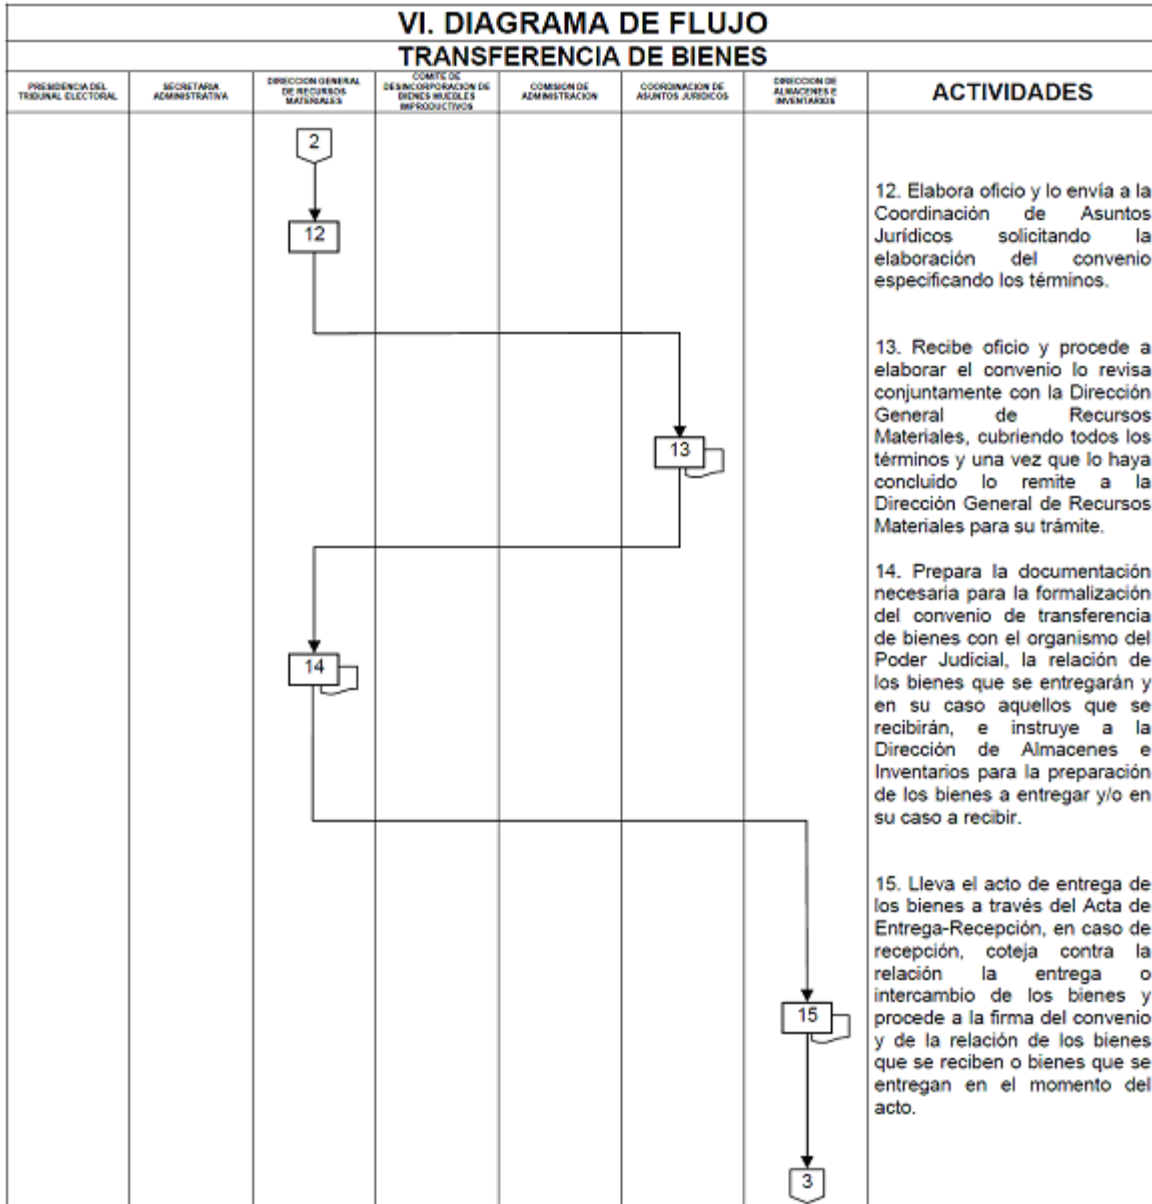 VI. DIAGRAMA DE FLUJO
TRANSFERENCIA DE BIENES
PRESIDENCIA DEL
TRIBUNAL ELECTORAL
SECRETARIA
ADMINISTRATIVA
DIRECCION GENERAL
DE RECURSOS
MATERIALES
COMITE DE
DESINCORPORACION DE
BIENES MUEBLES
IMPRODUCTIVOS
COMISION DE
ADMINISTRACION
COORDINACION DE
ASUNTOS JURIDICOS
DIRECCION DE
ALMACENES E
INVENTARIOS
ACTIVIDADES
2
12
13
14
15
3
12. Elabora oficio y lo envía a la
Coordinación de Asuntos
Jurídicos solicitando la
elaboración del convenio
especificando los términos.
13. Recibe oficio y procede a
elaborar el convenio lo revisa
conjuntamente con la Dirección
General de Recursos
Materiales, cubriendo todos los
términos y una vez que lo haya
concluido lo remite a la
Dirección General de Recursos
Materiales para su trámite.
14. Prepara la documentación
necesaria para la formalización
del convenio de transferencia
de bienes con el organismo del
Poder Judicial, la relación de
los bienes que se entregarán y
en su caso aquellos que se
recibirán, e instruye a la
Dirección de Almacenes e
Inventarios para la preparación
de los bienes a entregar y/o en
su caso a recibir.
15. Lleva el acto de entrega de
los bienes a través del Acta de
Entrega-Recepción, en caso de
recepción, coteja contra la
relación la entrega o
intercambio de los bienes y
procede a la firma del convenio
y de la relación de los bienes
que se reciben o bienes que se
entregan en el momento del
acto.